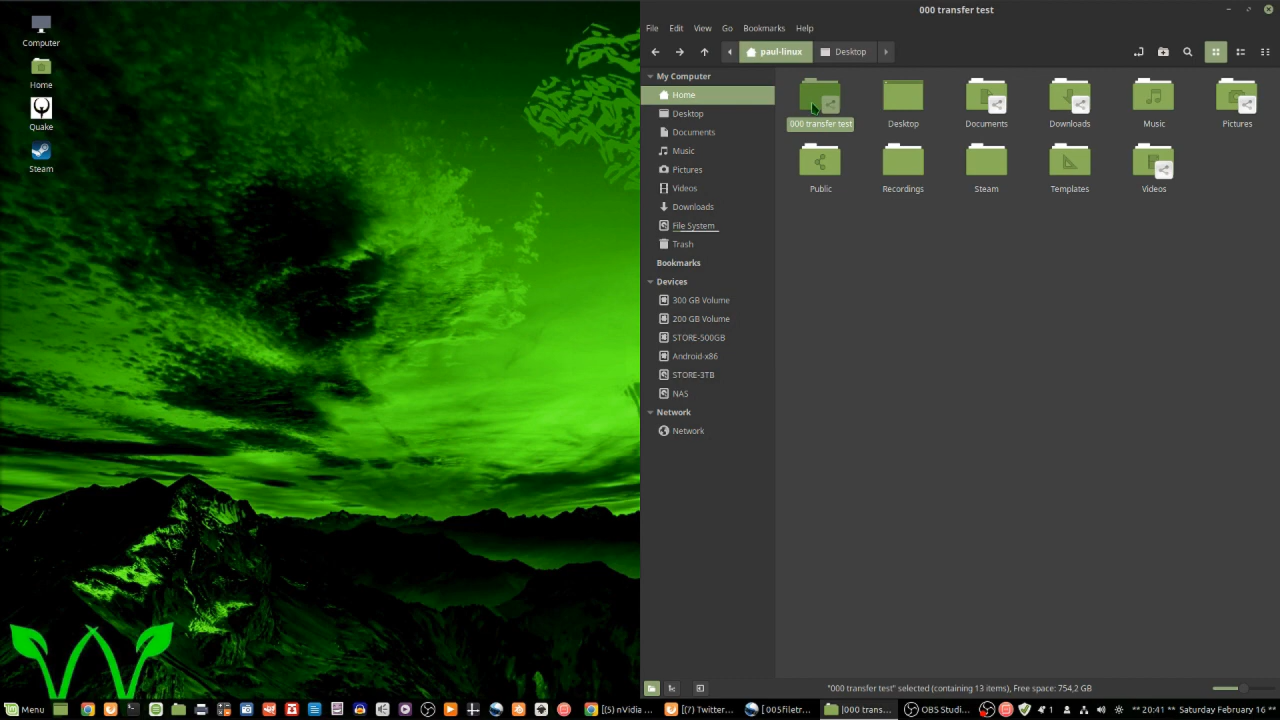 Computer
Home
Quake
Steam
000 transfer test
File Edit View Go Bookmarks Help
paul-linux
Desktop
My Computer
Home
Desktop
Documents
Music
Pictures
Videos
Downloads
File System
Trash
Bookmarks
Devices
300 GB Volume
200 GB Volume
STORE-500GB
Android-x86
STORE-3TB
NAS
Network
Network
000 transfer test
Desktop
Documents
Downloads
Music
Pictures
Public
Recordings
Steam
Templates
Videos
"000 transfer test" selected (containing 13 items), Free space: 754,2 GB
Menu
[(5) nVidia ...
[(7) Twitter...
[005filetr...
[000 trans...
OBS Studi...
1
** 20:41 ** Saturday February 16 **